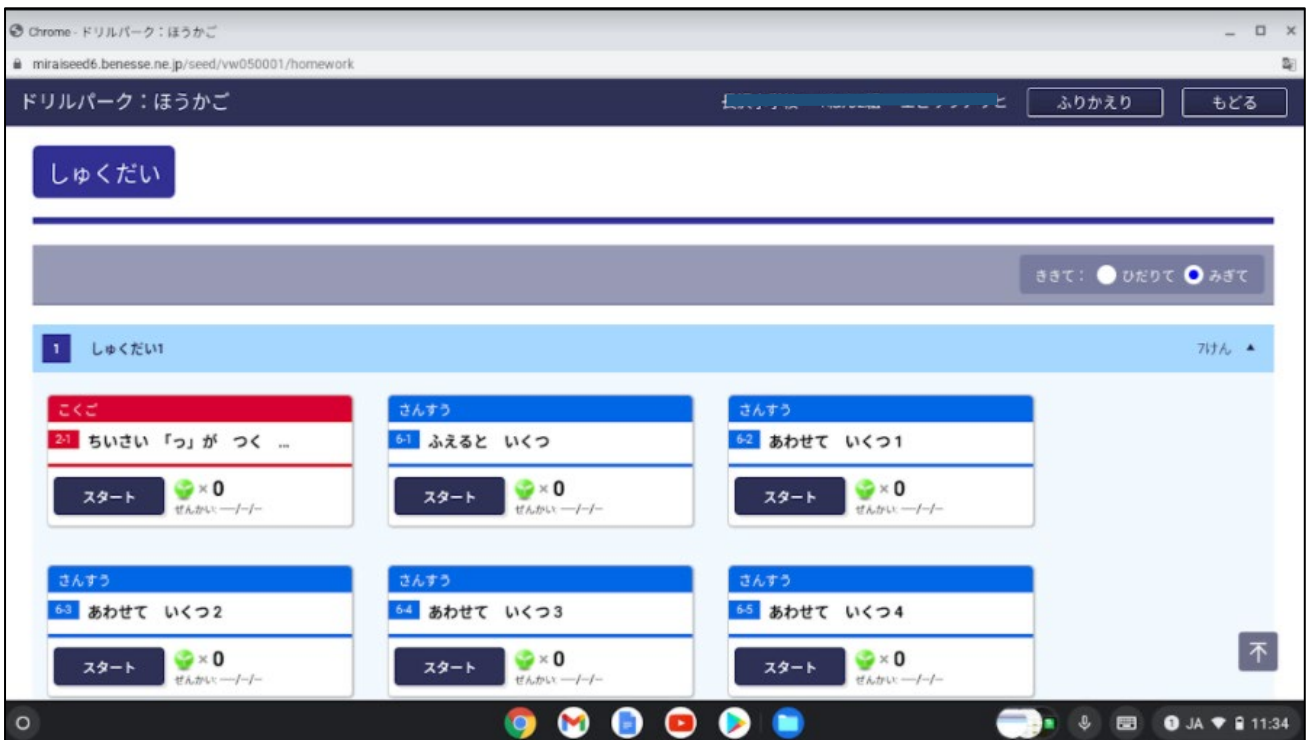 Chrome - ドリルパーク：ほうかご
miraiseed6.benesse.ne.jp/seed/vw050001/homework
ドリルパーク：ほうかご ふりかえり もどる
しゅくだい
ききて： ひだりて みぎて
1 しゅくだい1 7けん ▲
こくご さんすう さんすう
2-1 ちいさい 「っ」が つく ... 6-1 ふえると いくつ 6-2 あわせて いくつ1
スタート ×0 スタート ×0 スタート ×0
ぜんかい: ----/--/-- ぜんかい: ----/--/-- ぜんかい: ----/--/--
さんすう さんすう さんすう
6-3 あわせて いくつ2 6-4 あわせて いくつ3 6-5 あわせて いくつ4
スタート ×0 スタート ×0 スタート ×0
ぜんかい: ----/--/-- ぜんかい: ----/--/-- ぜんかい: ----/--/--
1 JA 11:34